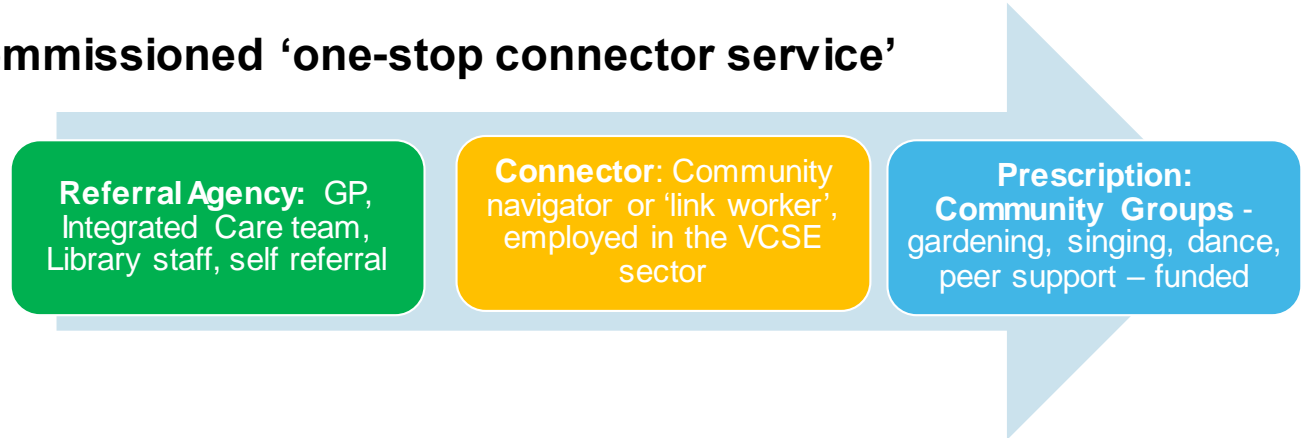 mmissioned ‘one-stop connector service’
Referral Agency: GP,
Integrated Care team,
Library staff, self referral
Connector: Community
navigator or ‘link worker’,
employed in the VCSE
sector
Prescription:
Community Groups -
gardening, singing, dance,
peer support – funded